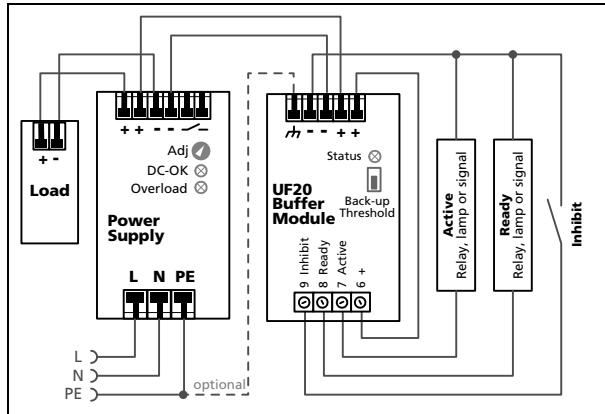 + -
Load
+ + - -
Adj
DC-OK
Overload
Power
Supply
L N PE
L
N
PE
optional
- - + +
Status
UF20
Buffer
Module
Back-up
Threshold
9 Inhibit
8 Ready
7 Active
6 +
Active
Relay, lamp or signal
Ready
Relay, lamp or signal
Inhibit